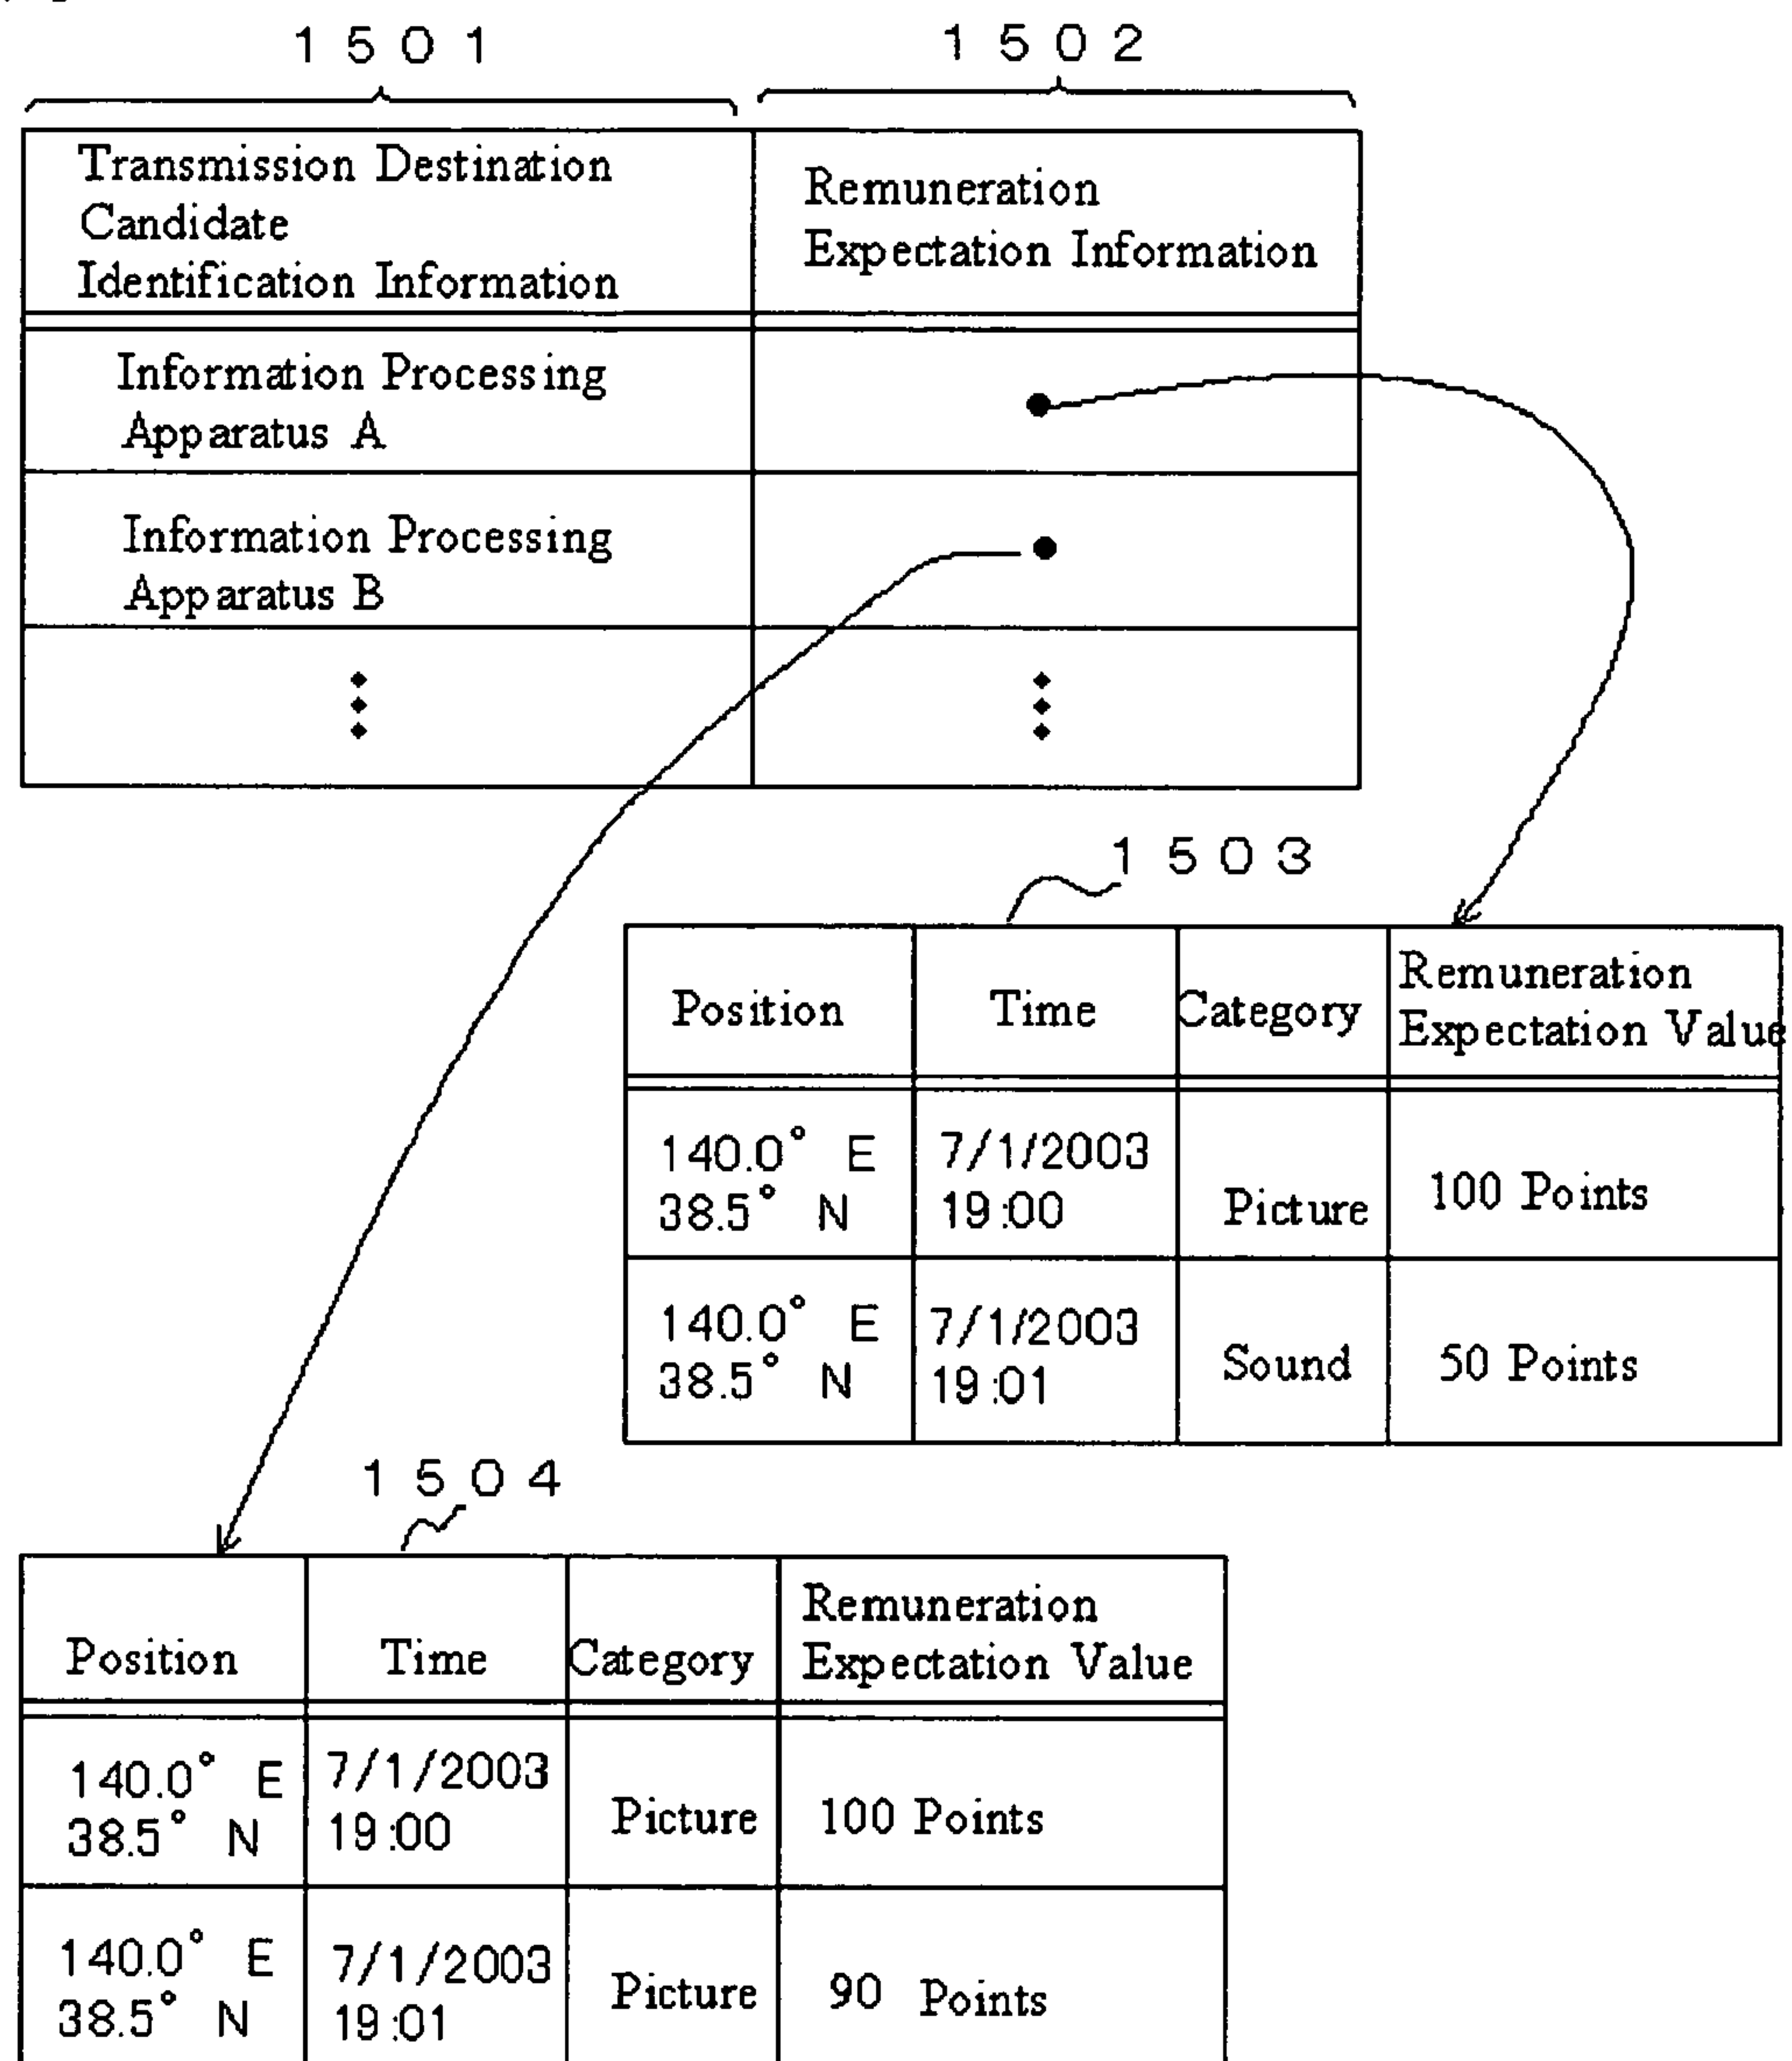 1501
1502
Transmission Destination
Candidate
Identification Information
Remuneration
Expectation Information
Information Processing
Apparatus A
Information Processing
Apparatus B
1503
Position
Time
Category
Remuneration
Expectation Value
140.0° E
38.5° N
7/1/2003
19:00
Picture
100 Points
140.0° E
38.5° N
7/1/2003
19:01
Sound
50 Points
1504
Position
Time
Category
Remuneration
Expectation Value
140.0° E
38.5° N
7/1/2003
19:00
Picture
100 Points
140.0° E
38.5° N
7/1/2003
19:01
Picture
90 Points